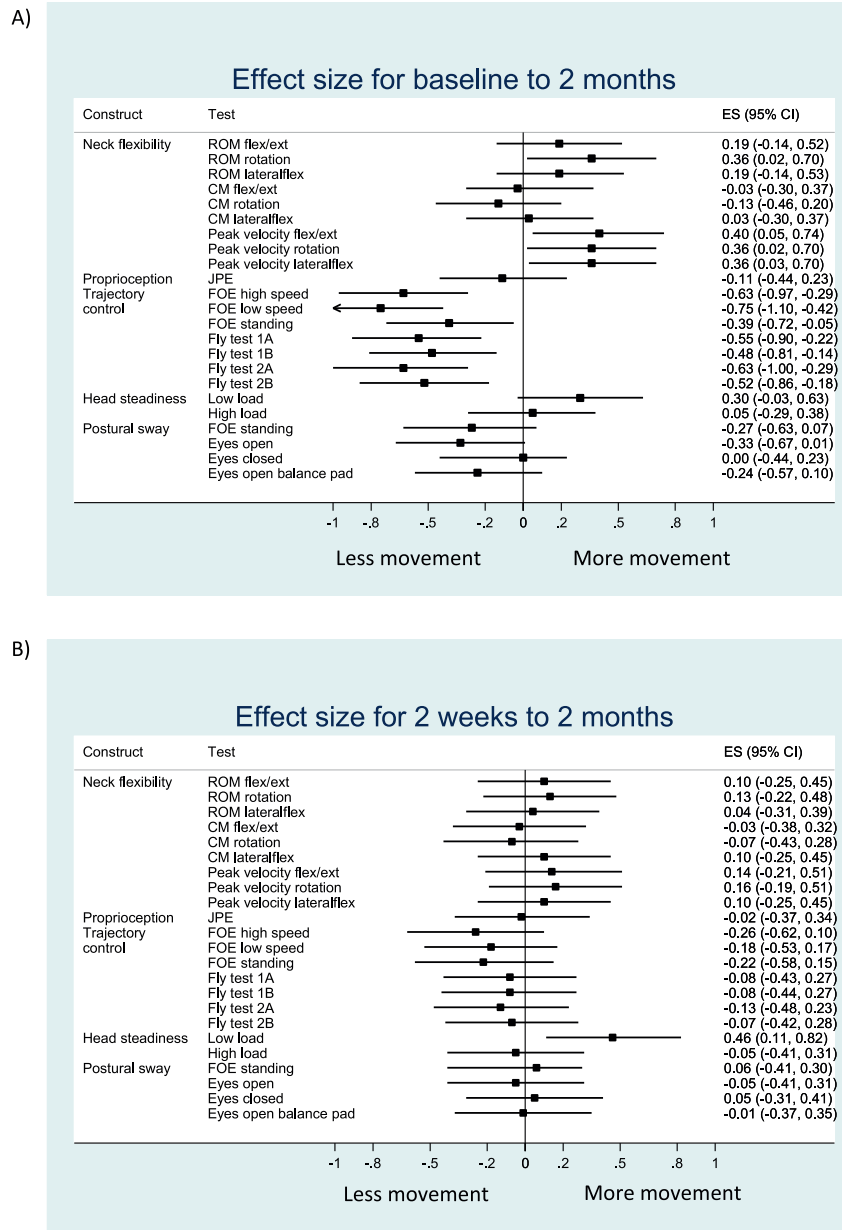 A)
Effect size for baseline to 2 months
Construct Test ES (95% CI)
Neck flexibility ROM flex/ext 0.19 (-0.14, 0.52)
ROM rotation 0.36 (0.02, 0.70)
ROM lateralflex 0.19 (-0.14, 0.53)
CM flex/ext -0.03 (-0.30, 0.37)
CM rotation -0.13 (-0.46, 0.20)
CM lateralflex 0.03 (-0.30, 0.37)
Peak velocity flex/ext 0.40 (0.05, 0.74)
Peak velocity rotation 0.36 (0.02, 0.70)
Peak velocity lateralflex 0.36 (0.03, 0.70)
Proprioception JPE -0.11 (-0.44, 0.23)
Trajectory FOE high speed -0.63 (-0.97, -0.29)
control FOE low speed -0.75 (-1.10, -0.42)
FOE standing -0.39 (-0.72, -0.05)
Fly test 1A -0.55 (-0.90, -0.22)
Fly test 1B -0.48 (-0.81, -0.14)
Fly test 2A -0.63 (-1.00, -0.29)
Fly test 2B -0.52 (-0.86, -0.18)
Head steadiness Low load 0.30 (-0.03, 0.63)
High load 0.05 (-0.29, 0.38)
Postural sway FOE standing -0.27 (-0.63, 0.07)
Eyes open -0.33 (-0.67, 0.01)
Eyes closed 0.00 (-0.44, 0.23)
Eyes open balance pad -0.24 (-0.57, 0.10)
-1 -.8 -.5 -.2 0 .2 .5 .8 1
Less movement More movement
B)
Effect size for 2 weeks to 2 months
Construct Test ES (95% CI)
Neck flexibility ROM flex/ext 0.10 (-0.25, 0.45)
ROM rotation 0.13 (-0.22, 0.48)
ROM lateralflex 0.04 (-0.31, 0.39)
CM flex/ext -0.03 (-0.38, 0.32)
CM rotation -0.07 (-0.43, 0.28)
CM lateralflex 0.10 (-0.25, 0.45)
Peak velocity flex/ext 0.14 (-0.21, 0.51)
Peak velocity rotation 0.16 (-0.19, 0.51)
Peak velocity lateralflex 0.10 (-0.25, 0.45)
Proprioception JPE -0.02 (-0.37, 0.34)
Trajectory FOE high speed -0.26 (-0.62, 0.10)
control FOE low speed -0.18 (-0.53, 0.17)
FOE standing -0.22 (-0.58, 0.15)
Fly test 1A -0.08 (-0.43, 0.27)
Fly test 1B -0.08 (-0.44, 0.27)
Fly test 2A -0.13 (-0.48, 0.23)
Fly test 2B -0.07 (-0.42, 0.28)
Head steadiness Low load 0.46 (0.11, 0.82)
High load -0.05 (-0.41, 0.31)
Postural sway FOE standing 0.06 (-0.41, 0.30)
Eyes open -0.05 (-0.41, 0.31)
Eyes closed 0.05 (-0.31, 0.41)
Eyes open balance pad -0.01 (-0.37, 0.35)
-1 -.8 -.5 -.2 0 .2 .5 .8 1
Less movement More movement